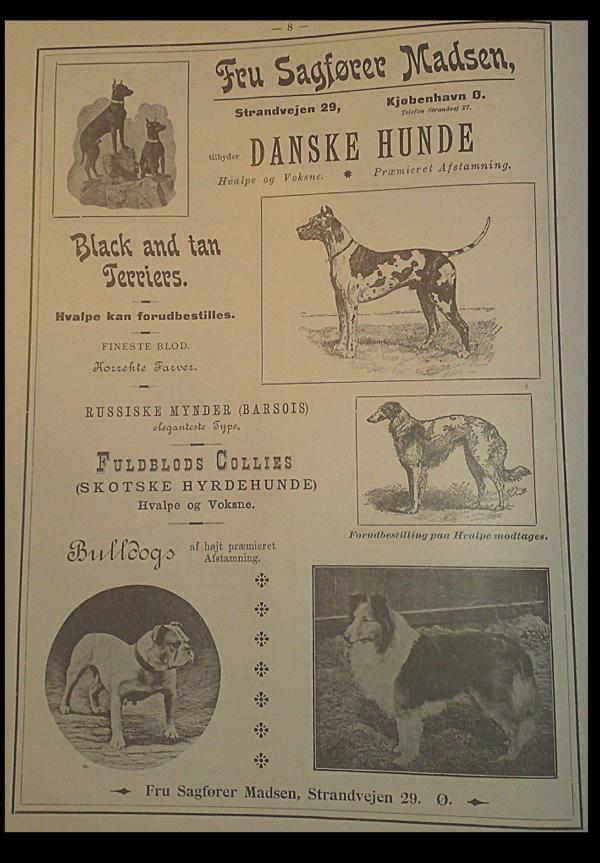 — 8 —
Fru Sagfører Madsen,
Strandvejen 29,
Kjobenhavn Ø.
Telefon Strandvej 27.
tilbyder DANSKE HUNDE
Hvalpe og Voksne. Præmieret Afstamning.
Black and tan
Terriers.
Hvalpe kan forudbestilles.
FINESTE BLOD.
Korrekte Farver.
RUSSISKE MYNDER (BARSOIS)
eleganteste Type.
FULDBLODS COLLIES
(SKOTSKE HYRDEHUNDE)
Hvalpe og Voksne.
Forudbestilling paa Hvalpe modtages.
Bulldogs af højt præmieret
Afstamning.
Fru Sagfører Madsen, Strandvejen 29. Ø.